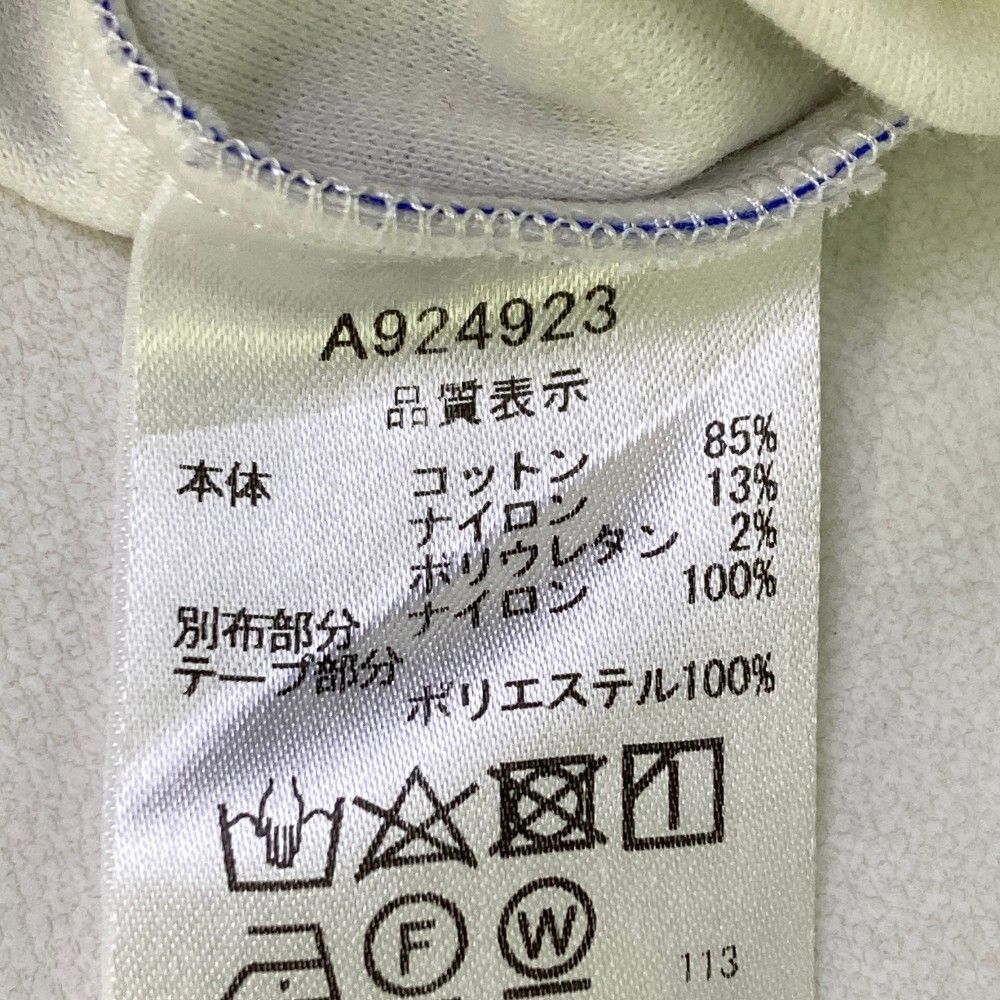 A924923
品質表示
本体 コットン 85%
ナイロン 13%
ポリウレタン 2%
別布部分 ナイロン 100%
テープ部分
ポリエステル100%
F W
113